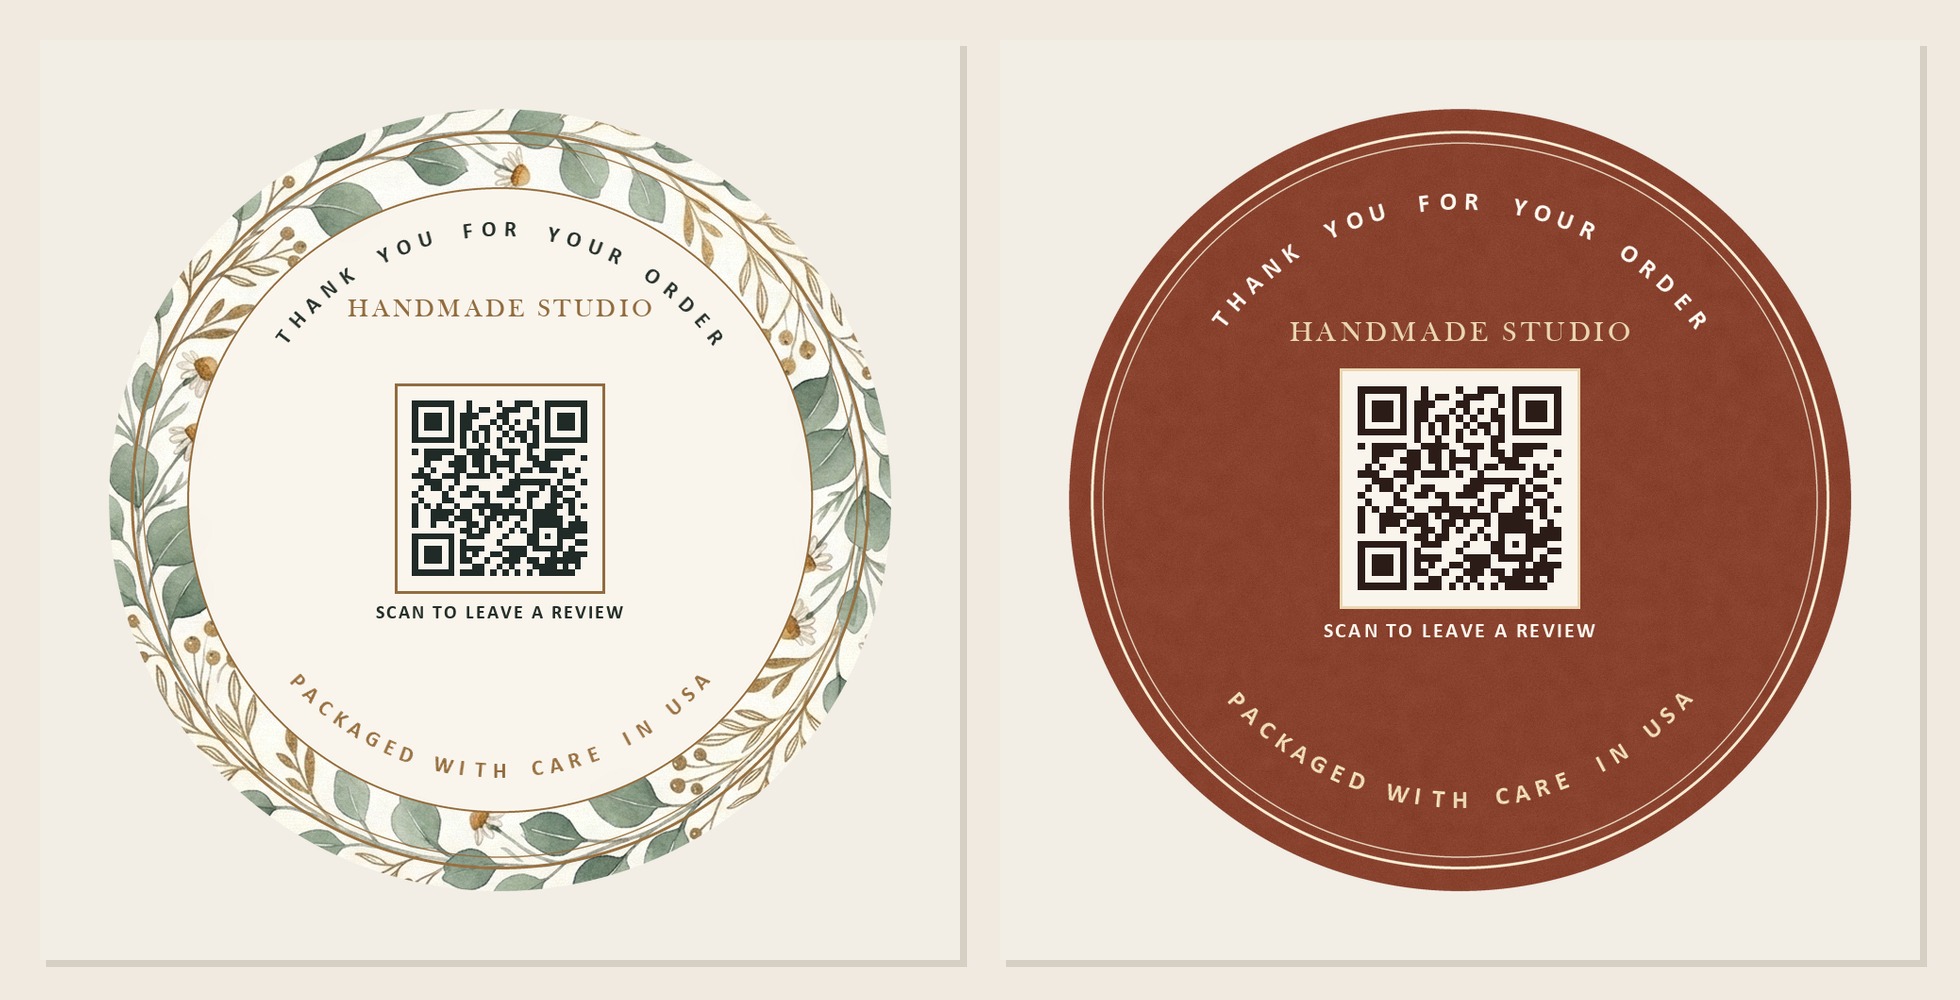 THANK YOU FOR YOUR ORDER
HANDMADE STUDIO
SCAN TO LEAVE A REVIEW
PACKAGED WITH CARE IN USA
THANK YOU FOR YOUR ORDER
HANDMADE STUDIO
SCAN TO LEAVE A REVIEW
PACKAGED WITH CARE IN USA